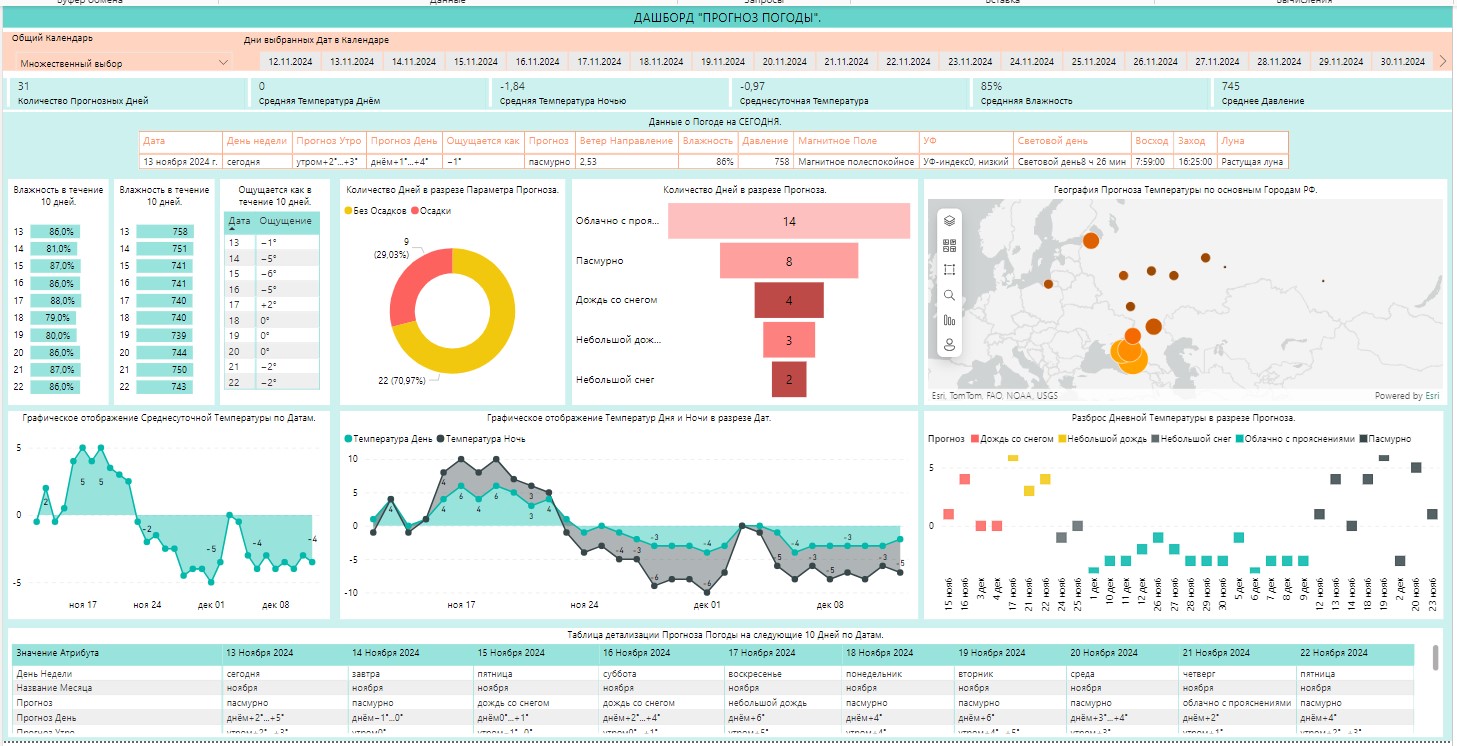 Буфер обмена Данные Запросы Вставка Вычисления
ДАШБОРД "ПРОГНОЗ ПОГОДЫ".
Общий Календарь
Дни выбранных Дат в Календаре
Множественный выбор
12.11.2024 13.11.2024 14.11.2024 15.11.2024 16.11.2024 17.11.2024 18.11.2024 19.11.2024 20.11.2024 21.11.2024 22.11.2024 23.11.2024 24.11.2024 25.11.2024 26.11.2024 27.11.2024 28.11.2024 29.11.2024 30.11.2024
31 0 -1,84 -0,97 85% 745
Количество Прогнозных Дней Средняя Температура Днём Средняя Температура Ночью Среднесуточная Температура Средняя Влажность Среднее Давление
Данные о Погоде на СЕГОДНЯ.
Дата День недели Прогноз Утро Прогноз День Ощущается как Прогноз Ветер Направление Влажность Давление Магнитное Поле УФ Световой день Восход Заход Луна
13 ноября 2024 г. сегодня утром+2°...+3° днём+1°...+4° −1° пасмурно 2,53 86% 758 Магнитное полеспокойное УФ-индекс0, низкий Световой день8 ч 26 мин 7:59:00 16:25:00 Растущая луна
Влажность в течение
10 дней.
13 86,0%
14 81,0%
15 87,0%
16 86,0%
17 88,0%
18 79,0%
19 80,0%
20 86,0%
21 87,0%
22 86,0%
Влажность в течение
10 дней.
13 758
14 751
15 741
16 741
17 740
18 740
19 739
20 744
21 750
22 743
Ощущается как в
течение 10 дней.
Дата Ощущение
13 −1°
14 −5°
15 −6°
16 −5°
17 +2°
18 0°
19 0°
20 0°
21 −2°
22 −2°
Количество Дней в разрезе Параметра Прогноза.
Без Осадков Осадки
9
(29,03%)
22 (70,97%)
Количество Дней в разрезе Прогноза.
Облачно с проя... 14
Пасмурно 8
Дождь со снегом 4
Небольшой дож... 3
Небольшой снег 2
География Прогноза Температуры по основным Городам РФ.
Esri, TomTom, FAO, NOAA, USGS Powered by Esri
Графическое отображение Среднесуточной Температуры по Датам.
5
0
-5
2 5 5 -2 -5 -4 -4
ноя 17 ноя 24 дек 01 дек 08
Графическое отображение Температур Дня и Ночи в разрезе Дат.
Температура День Температура Ночь
10
5
0
-5
-10
4 4 6 4 6 3 3 4 -4 -3 -3 -6 -4 -6 -5 -4 -3 -5 -3 -3 -5
ноя 17 ноя 24 дек 01 дек 08
Разброс Дневной Температуры в разрезе Прогноза.
Прогноз Дождь со снегом Небольшой дождь Небольшой снег Облачно с прояснениями Пасмурно
5
0
15 нояб 16 нояб 3 дек 4 дек 17 нояб 21 нояб 22 нояб 24 нояб 25 нояб 1 дек 10 дек 11 дек 12 дек 26 нояб 27 нояб 28 нояб 29 нояб 30 нояб 5 дек 6 дек 7 дек 8 дек 9 дек 12 нояб 13 нояб 14 нояб 18 нояб 19 нояб 2 дек 20 нояб 23 нояб
Таблица детализации Прогноза Погоды на следующие 10 Дней по Датам.
Значение Атрибута 13 Ноября 2024 14 Ноября 2024 15 Ноября 2024 16 Ноября 2024 17 Ноября 2024 18 Ноября 2024 19 Ноября 2024 20 Ноября 2024 21 Ноября 2024 22 Ноября 2024
День Недели сегодня завтра пятница суббота воскресенье понедельник вторник среда четверг пятница
Название Месяца ноября ноября ноября ноября ноября ноября ноября ноября ноября ноября
Прогноз пасмурно пасмурно дождь со снегом дождь со снегом небольшой дождь пасмурно пасмурно пасмурно облачно с прояснениями пасмурно
Прогноз День днём+2°...+5° днём−1°...0° днём0°...+1° днём+2°...+4° днём+6° днём+4° днём+6° днём+3°...+4° днём+2° днём+4°
Прогноз Утро